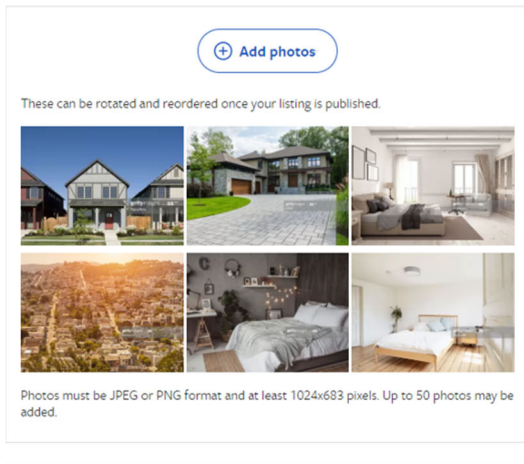 Add photos
These can be rotated and reordered once your listing is published.
Photos must be JPEG or PNG format and at least 1024x683 pixels. Up to 50 photos may be
added.